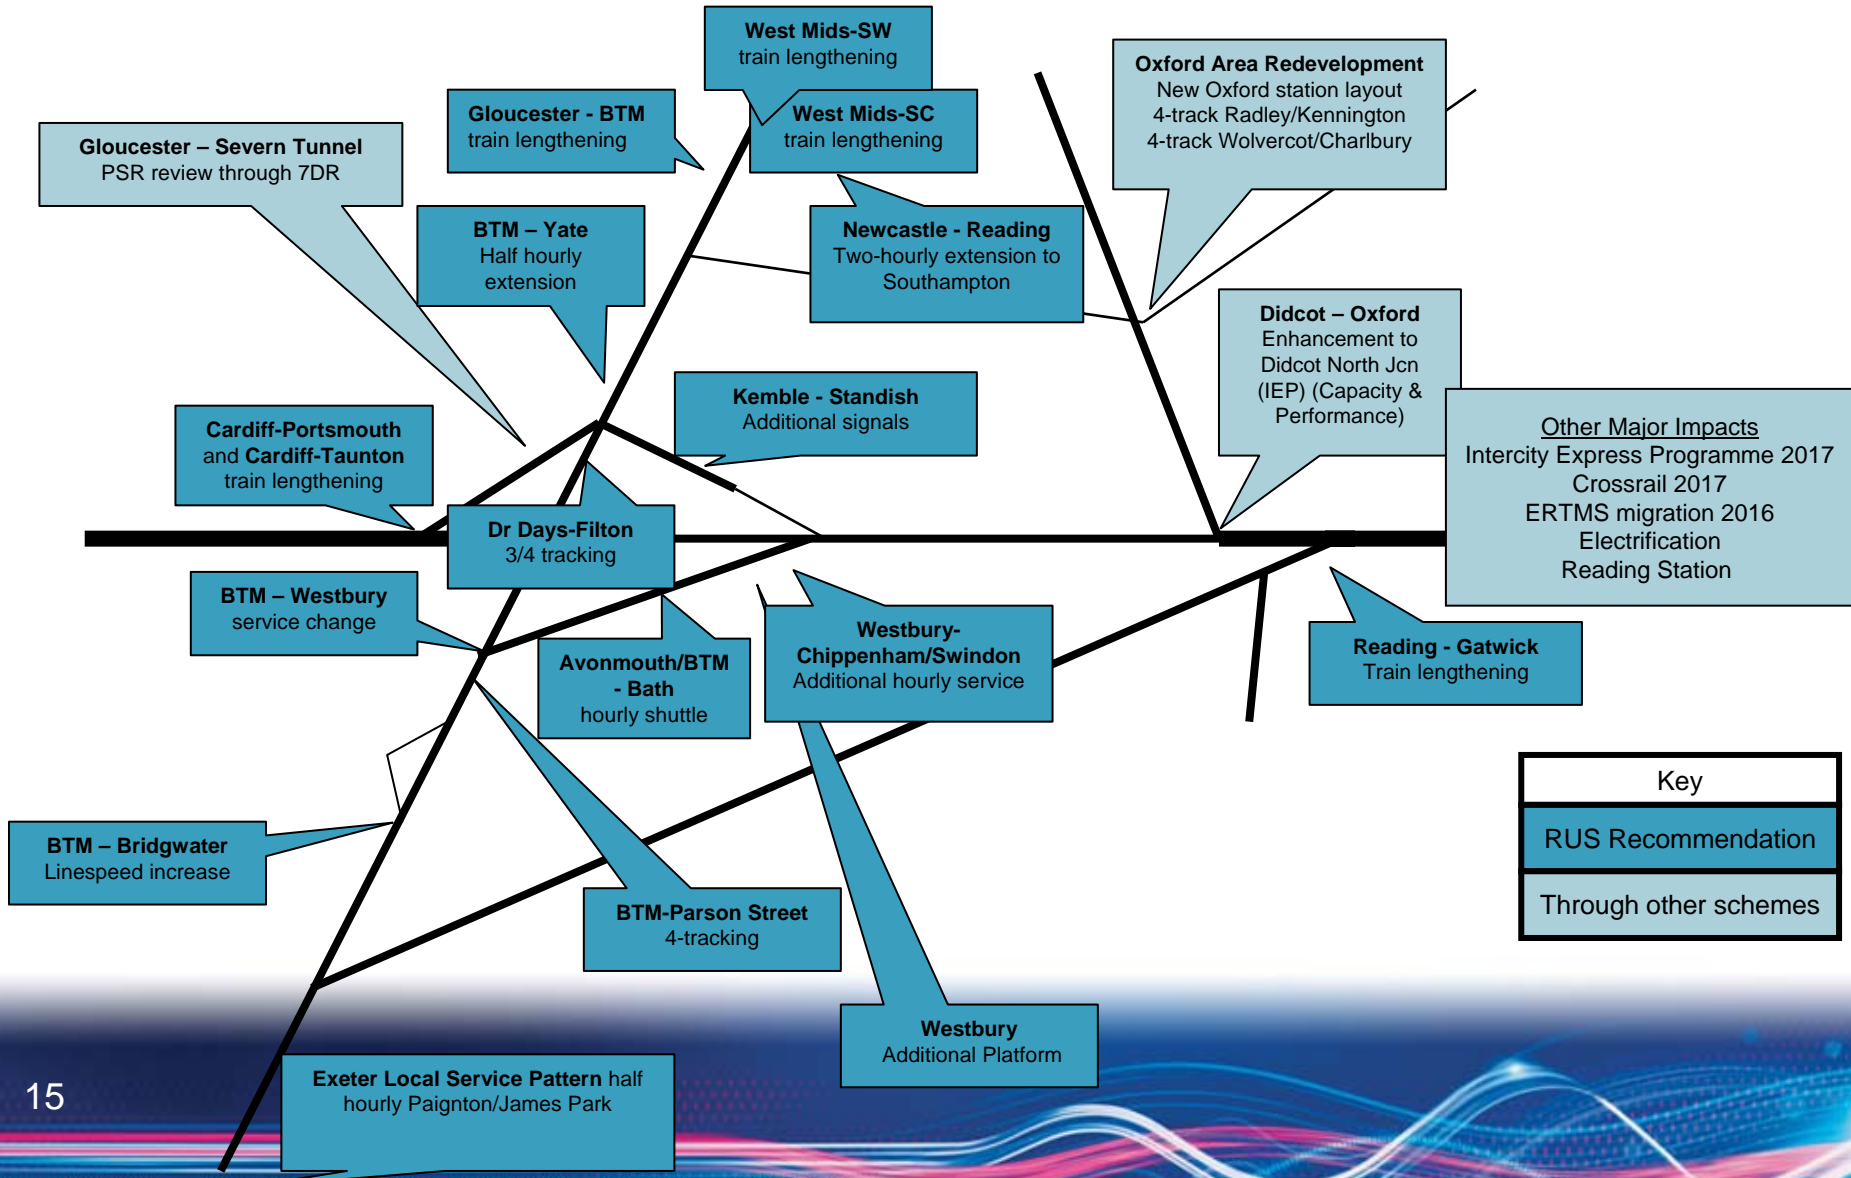 West Mids-SW
train lengthening
Oxford Area Redevelopment
New Oxford station layout
4-track Radley/Kennington
4-track Wolvercot/Charlbury
Gloucester - BTM
train lengthening
West Mids-SC
train lengthening
Gloucester – Severn Tunnel
PSR review through 7DR
BTM – Yate
Half hourly
extension
Newcastle - Reading
Two-hourly extension to
Southampton
Didcot – Oxford
Enhancement to
Didcot North Jcn
(IEP) (Capacity &
Performance)
Kemble - Standish
Additional signals
Cardiff-Portsmouth
and Cardiff-Taunton
train lengthening
Other Major Impacts
Intercity Express Programme 2017
Crossrail 2017
ERTMS migration 2016
Electrification
Reading Station
Dr Days-Filton
3/4 tracking
BTM – Westbury
service change
Avonmouth/BTM
- Bath
hourly shuttle
Westbury-
Chippenham/Swindon
Additional hourly service
Reading - Gatwick
Train lengthening
Key
RUS Recommendation
Through other schemes
BTM – Bridgwater
Linespeed increase
BTM-Parson Street
4-tracking
Westbury
Additional Platform
Exeter Local Service Pattern half
hourly Paignton/James Park
15